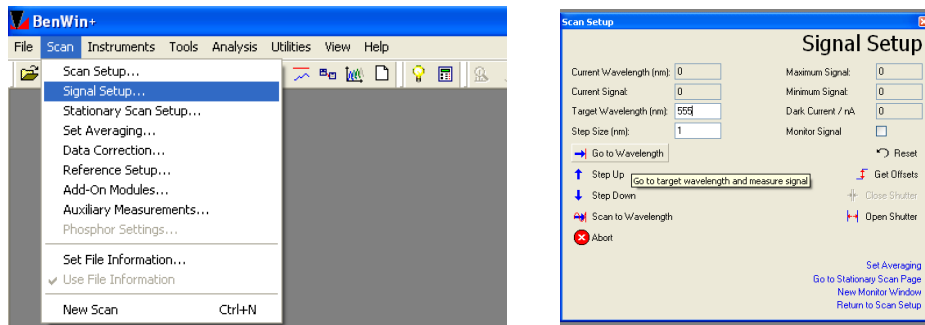 BenWin+
File Scan Instruments Tools Analysis Utilities View Help
Scan Setup...
Signal Setup...
Stationary Scan Setup...
Set Averaging...
Data Correction...
Reference Setup...
Add-On Modules...
Auxiliary Measurements...
Phosphor Settings...
Set File Information...
Use File Information
New Scan Ctrl+N
Scan Setup
Signal Setup
Current Wavelength (nm): 0 Maximum Signal: 0
Current Signal: 0 Minimum Signal: 0
Target Wavelength (nm): 555 Dark Current / nA 0
Step Size (nm): 1 Monitor Signal
Go to Wavelength Reset
Step Up Go to target wavelength and measure signal Get Offsets
Step Down Close Shutter
Scan to Wavelength Open Shutter
Abort
Set Averaging
Go to Stationary Scan Page
New Monitor Window
Return to Scan Setup